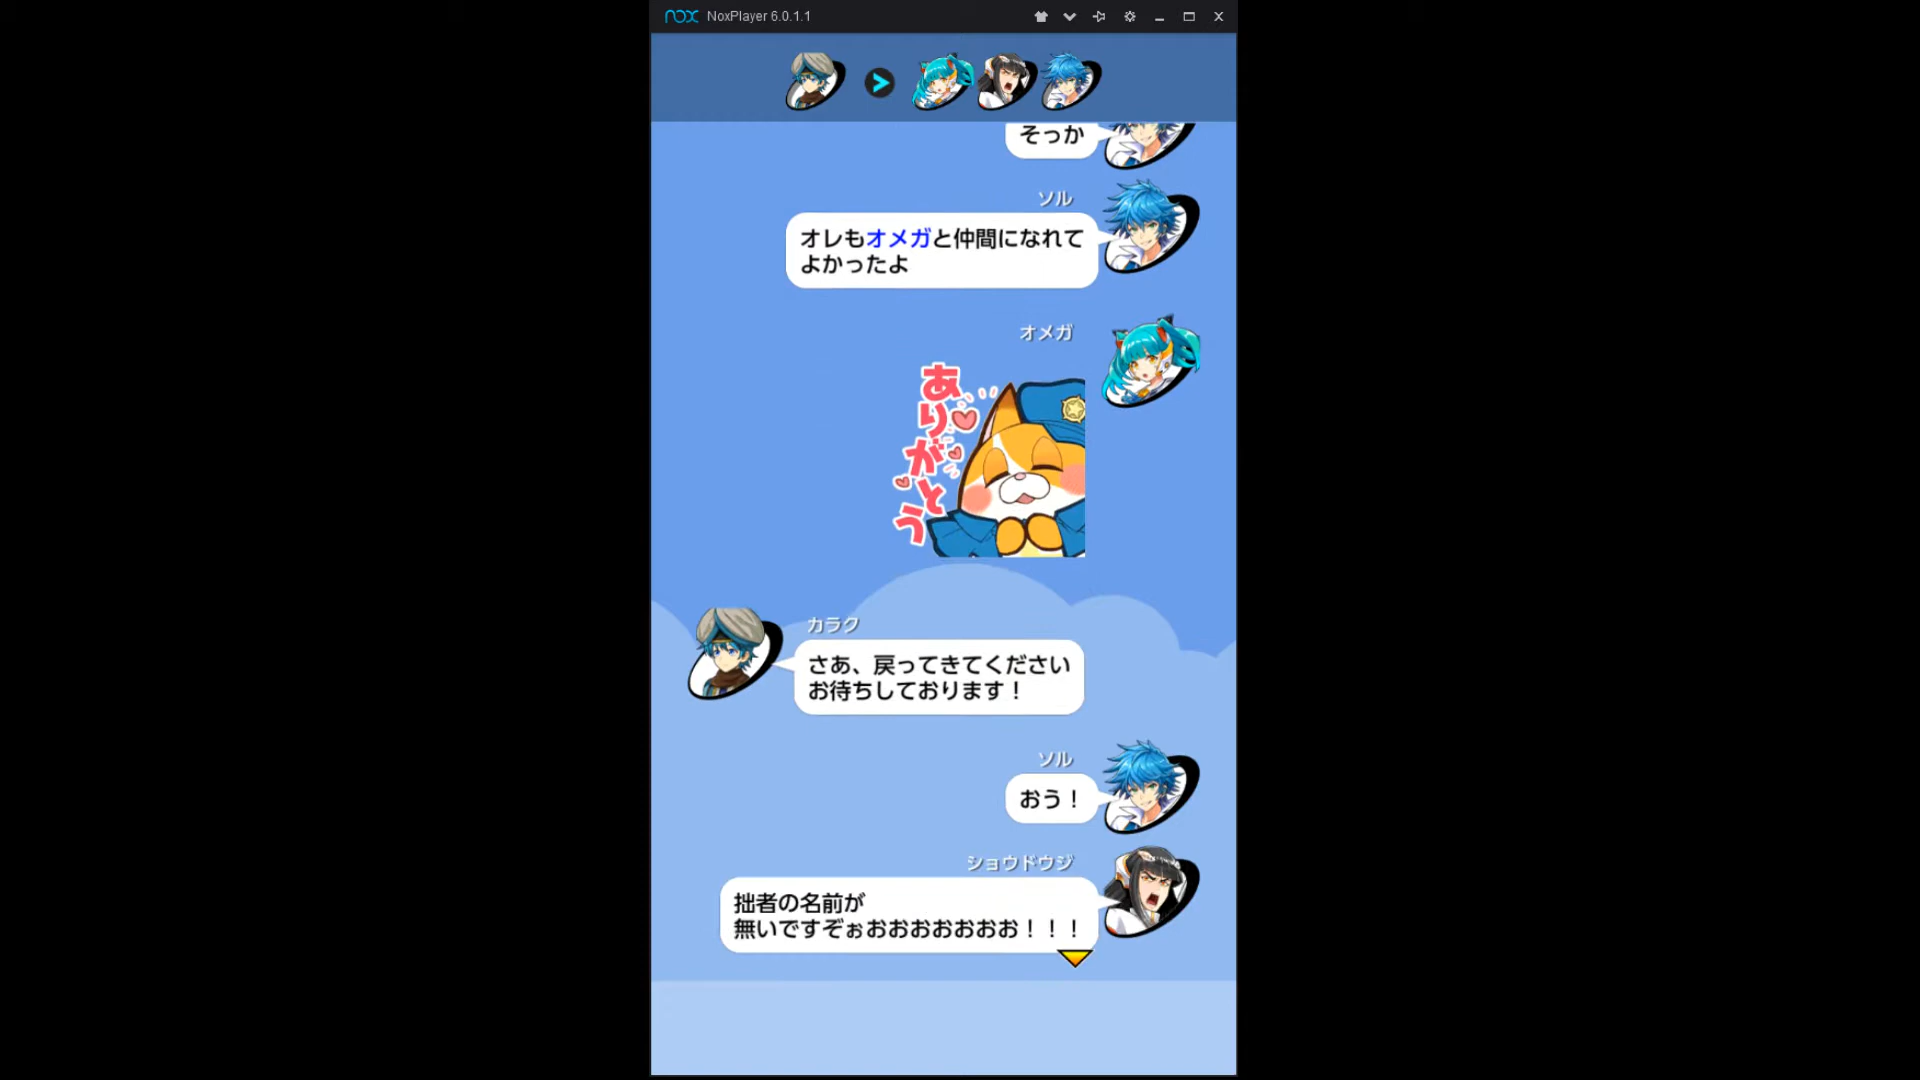 nox NoxPlayer 6.0.1.1
そっか
ソル
オレもオメガと仲間になれて
よかったよ
オメガ
ありがとう
カラク
さあ、戻ってきてください
お待ちしております！
ソル
おう！
ショウドウジ
拙者の名前が
無いですぞぉおおおおおおお！！！